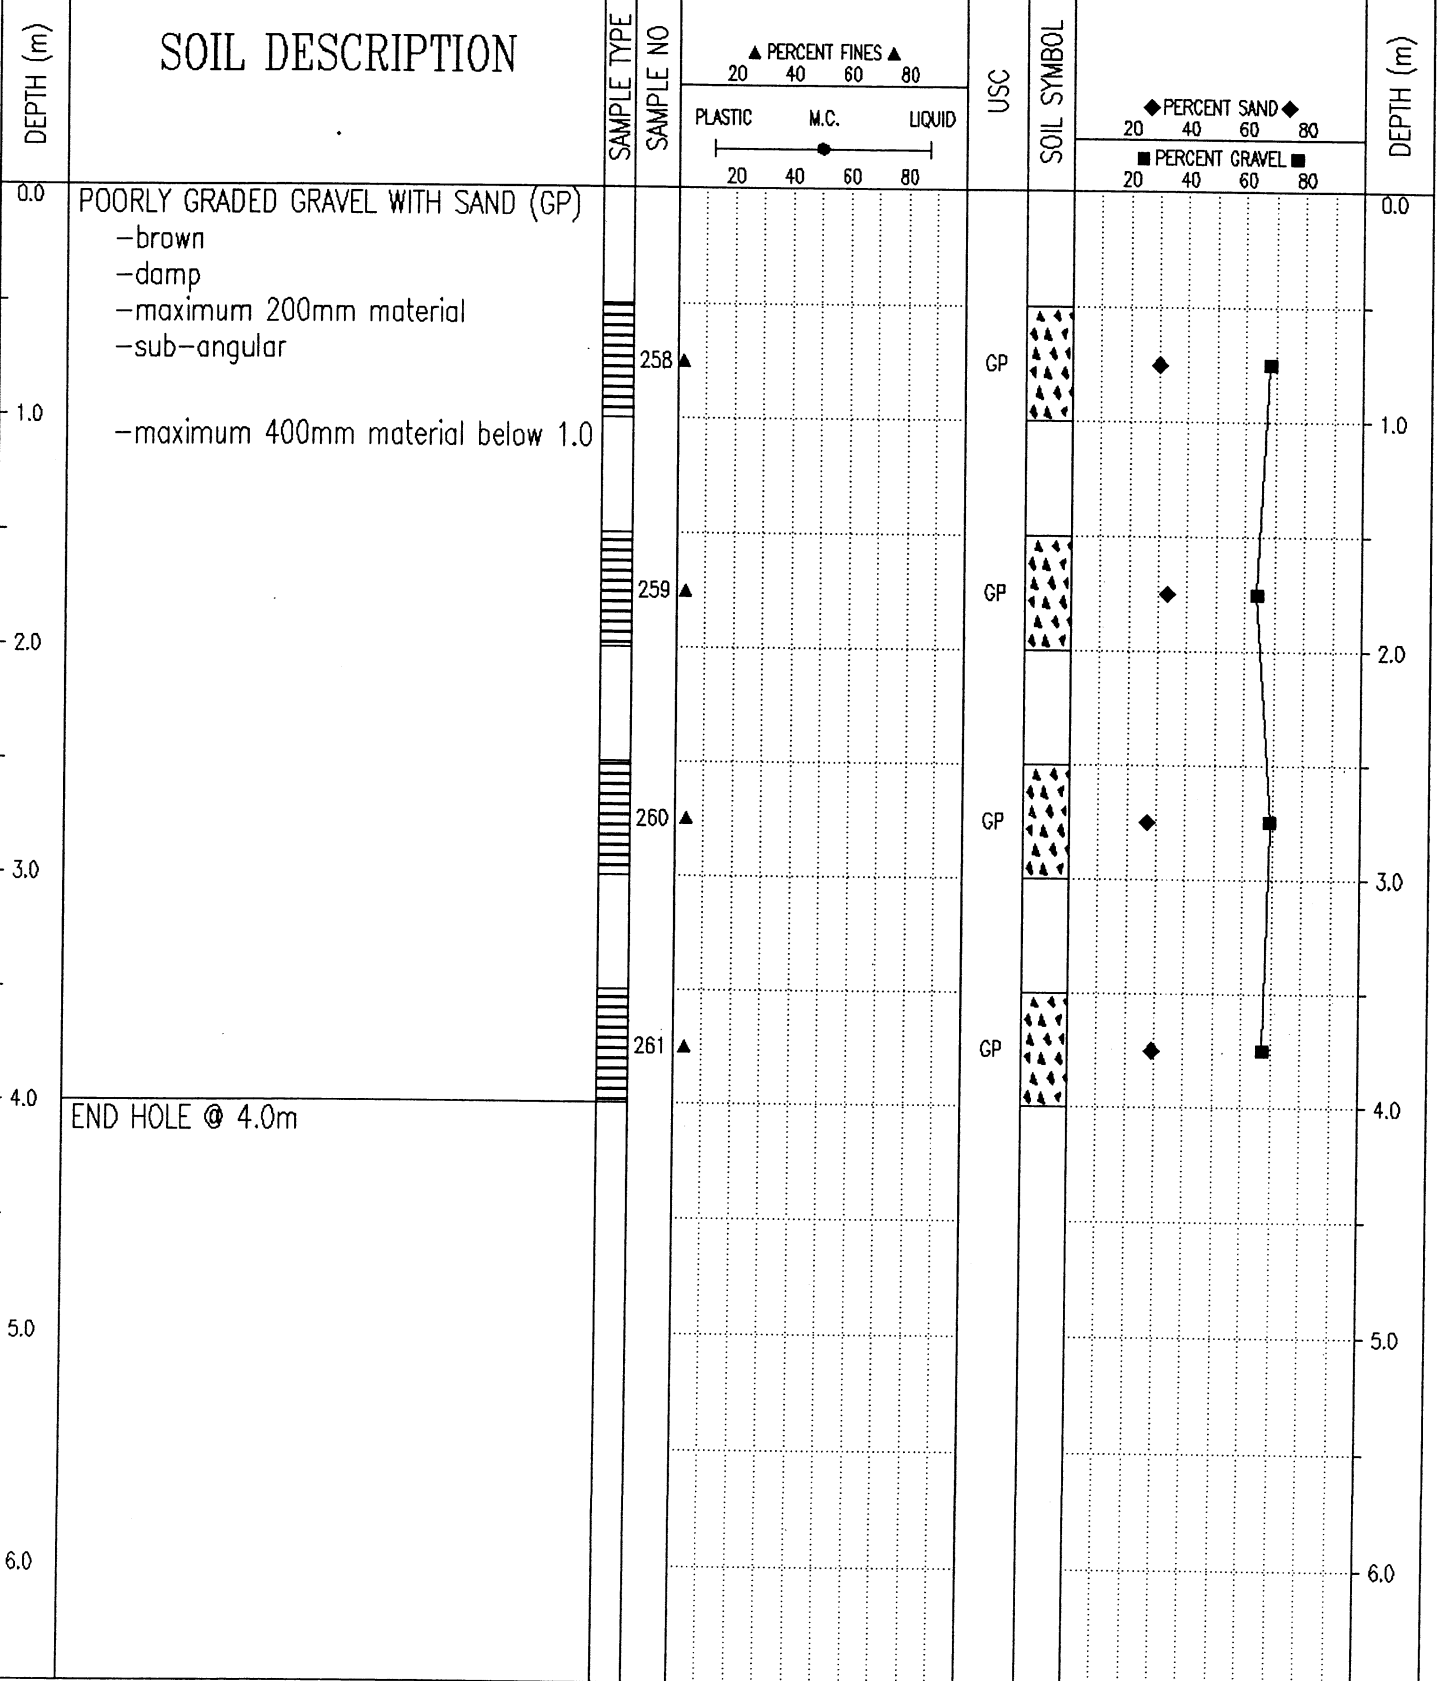 DEPTH (m)
SOIL DESCRIPTION
SAMPLE TYPE
SAMPLE NO
▲ PERCENT FINES ▲
20 40 60 80
PLASTIC M.C. LIQUID
20 40 60 80
USC
SOIL SYMBOL
◆ PERCENT SAND ◆
20 40 60 80
■ PERCENT GRAVEL ■
20 40 60 80
DEPTH (m)
0.0
POORLY GRADED GRAVEL WITH SAND (GP)
0.0
-brown
-damp
-maximum 200mm material
-sub-angular
258
GP
1.0
-maximum 400mm material below 1.0
1.0
259
GP
2.0
2.0
260
GP
3.0
3.0
261
GP
4.0
END HOLE @ 4.0m
4.0
5.0
5.0
6.0
6.0